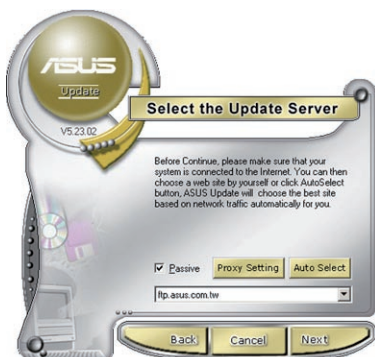 ASUS
Update
V5.23.02
Select the Update Server
Before Continue, please make sure that your
system is connected to the Internet. You can then
choose a web site by yourself or click AutoSelect
button, ASUS Update will choose the best site
based on network traffic automatically for you.
Passive
Proxy Setting
Auto Select
ftp.asus.com.tw
Back
Cancel
Next